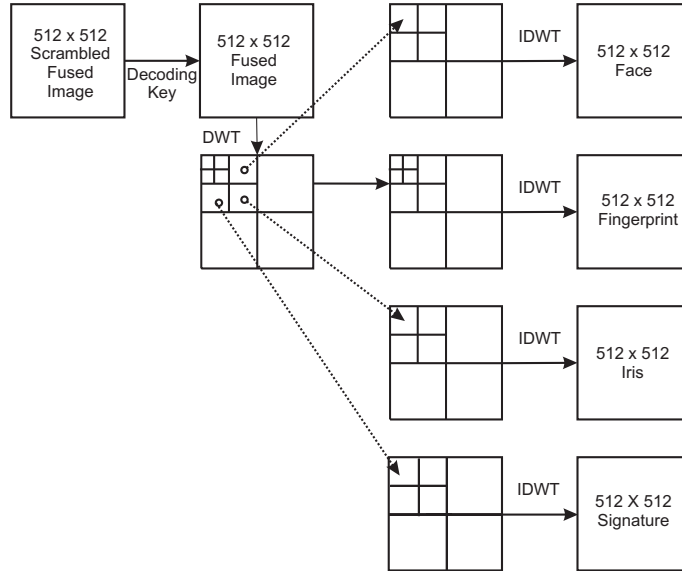 512 x 512
Scrambled
Fused
Image
Decoding
Key
512 x 512
Fused
Image
DWT
IDWT
512 x 512
Face
IDWT
512 x 512
Fingerprint
IDWT
512 x 512
Iris
IDWT
512 X 512
Signature